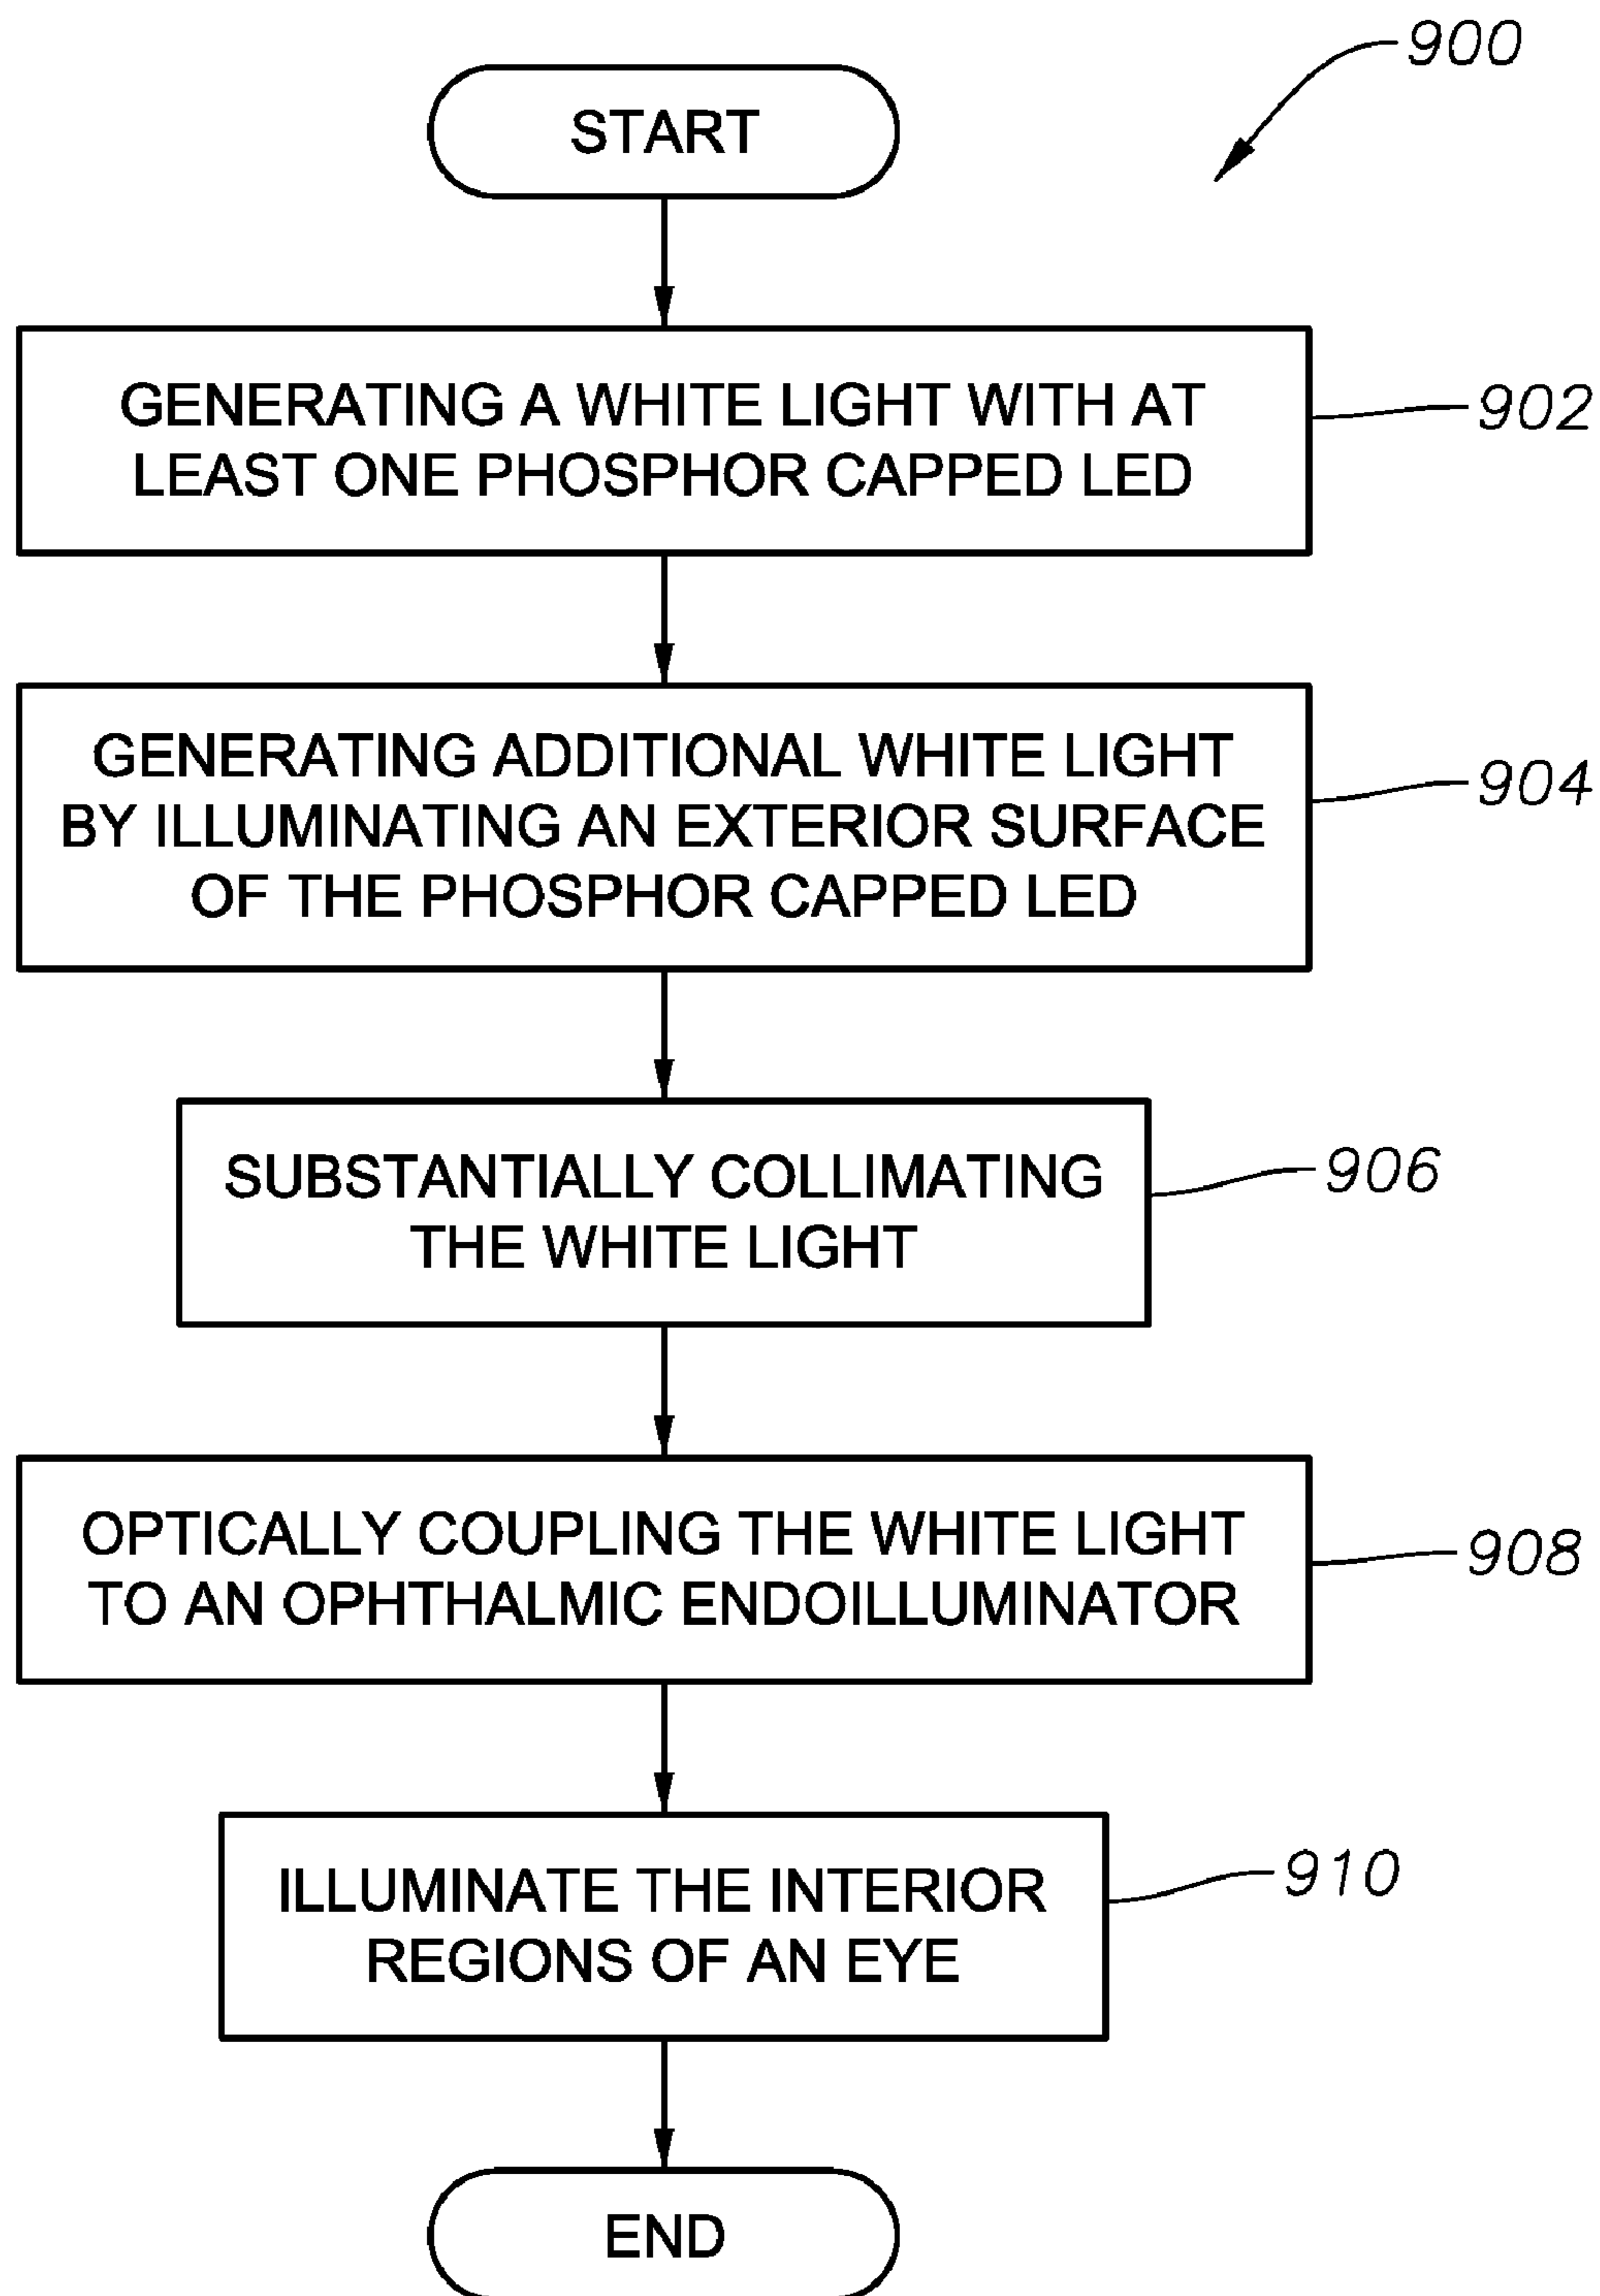 900
START
GENERATING A WHITE LIGHT WITH AT
LEAST ONE PHOSPHOR CAPPED LED
902
GENERATING ADDITIONAL WHITE LIGHT
BY ILLUMINATING AN EXTERIOR SURFACE
OF THE PHOSPHOR CAPPED LED
904
SUBSTANTIALLY COLLIMATING
THE WHITE LIGHT
906
OPTICALLY COUPLING THE WHITE LIGHT
TO AN OPHTHALMIC ENDOILLUMINATOR
908
ILLUMINATE THE INTERIOR
REGIONS OF AN EYE
910
END